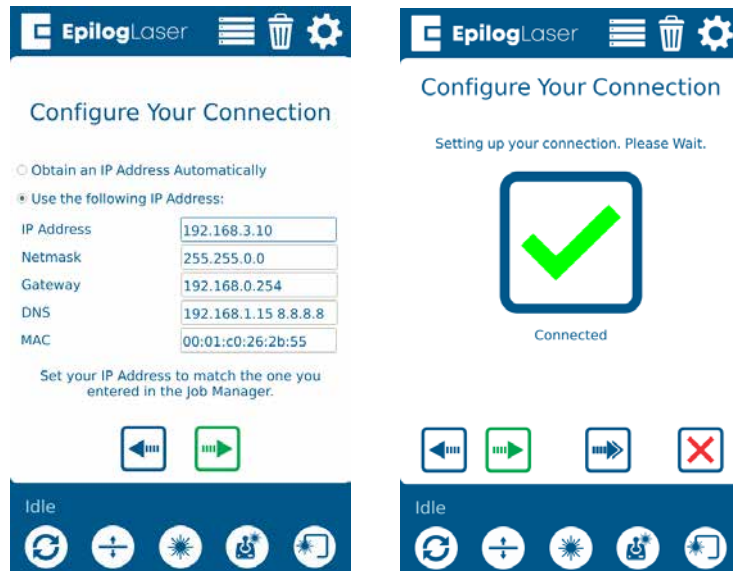 EpilogLaser
Configure Your Connection
Obtain an IP Address Automatically
Use the following IP Address:
IP Address 192.168.3.10
Netmask 255.255.0.0
Gateway 192.168.0.254
DNS 192.168.1.15 8.8.8.8
MAC 00:01:c0:26:2b:55
Set your IP Address to match the one you
entered in the Job Manager.
Idle
EpilogLaser
Configure Your Connection
Setting up your connection. Please Wait.
Connected
Idle